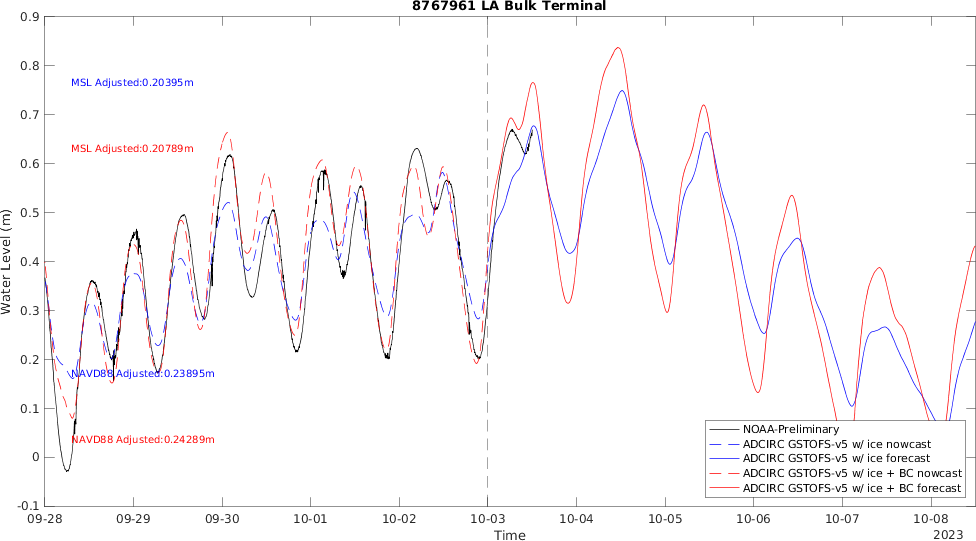 8767961 LA Bulk Terminal
0.9
0.8
0.7
0.6
0.5
0.4
0.3
0.2
0.1
0
-0.1
Water Level (m)
MSL Adjusted:0.20395m
MSL Adjusted:0.20789m
NAVD88 Adjusted:0.23895m
NAVD88 Adjusted:0.24289m
NOAA-Preliminary
ADCIRC GSTOFS-v5 w/ ice nowcast
ADCIRC GSTOFS-v5 w/ ice forecast
ADCIRC GSTOFS-v5 w/ ice + BC nowcast
ADCIRC GSTOFS-v5 w/ ice + BC forecast
09-28 09-29 09-30 10-01 10-02 10-03 10-04 10-05 10-06 10-07 10-08
Time
2023